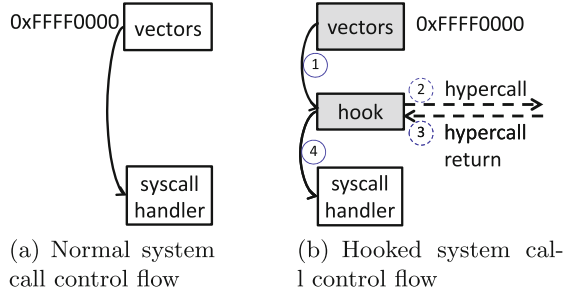 0xFFFF0000
vectors
syscall
handler
(a) Normal system
call control flow
vectors
0xFFFF0000
1
2 hypercall
hook
3 hypercall
return
4
syscall
handler
(b) Hooked system cal-
l control flow